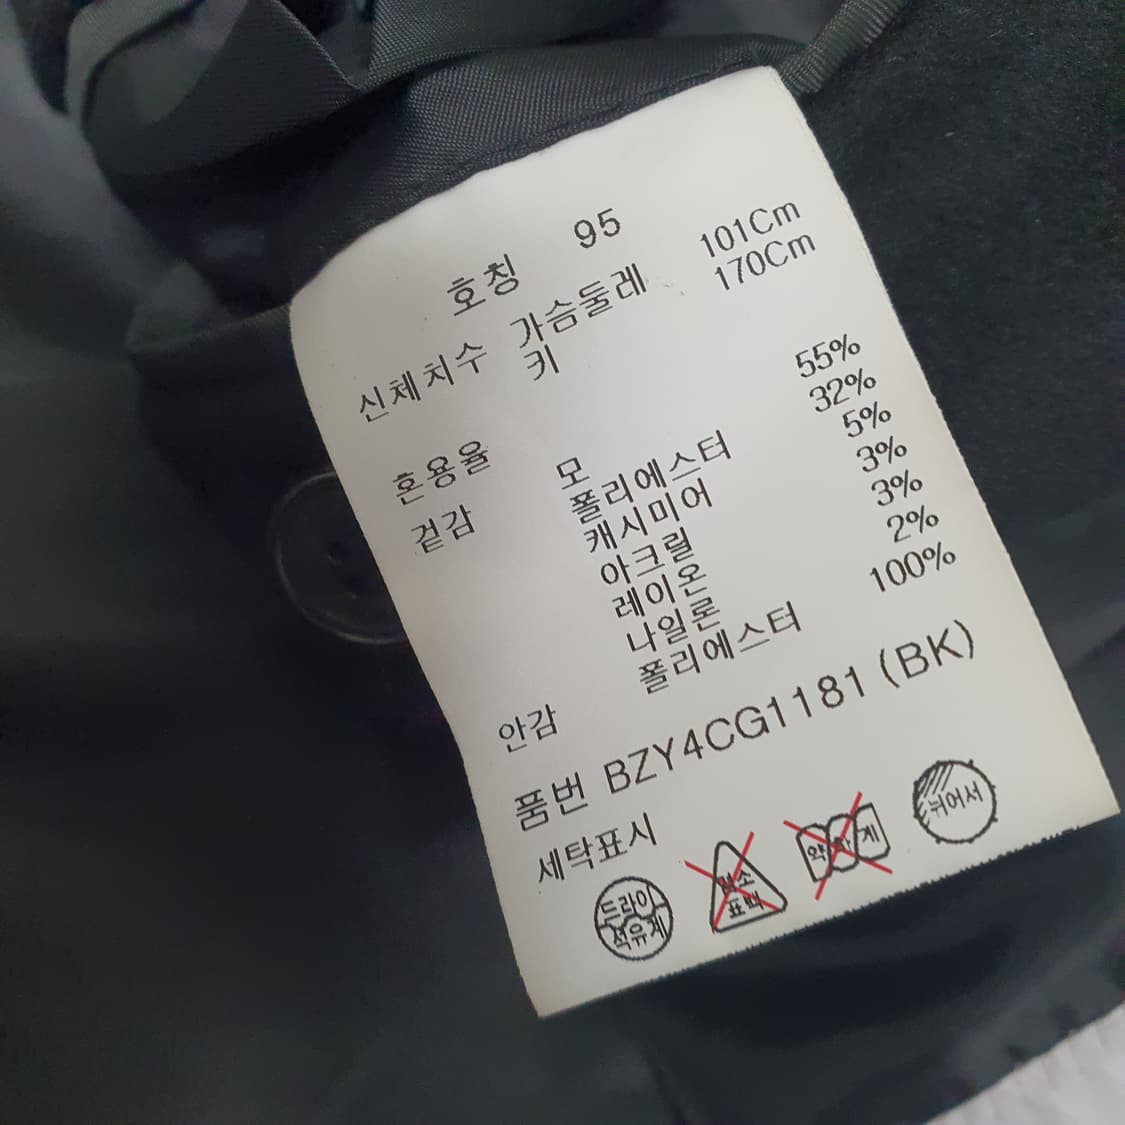 호칭 95
신체치수 가슴둘레 101Cm
키 170Cm
혼용율
겉감 모 55%
폴리에스터 32%
캐시미어 5%
아크릴 3%
레이온 3%
나일론 2%
안감 폴리에스터 100%
품번 BZY4CG1181 (BK)
세탁표시
드라이
석유계
염소
표백
약하게
뉘어서